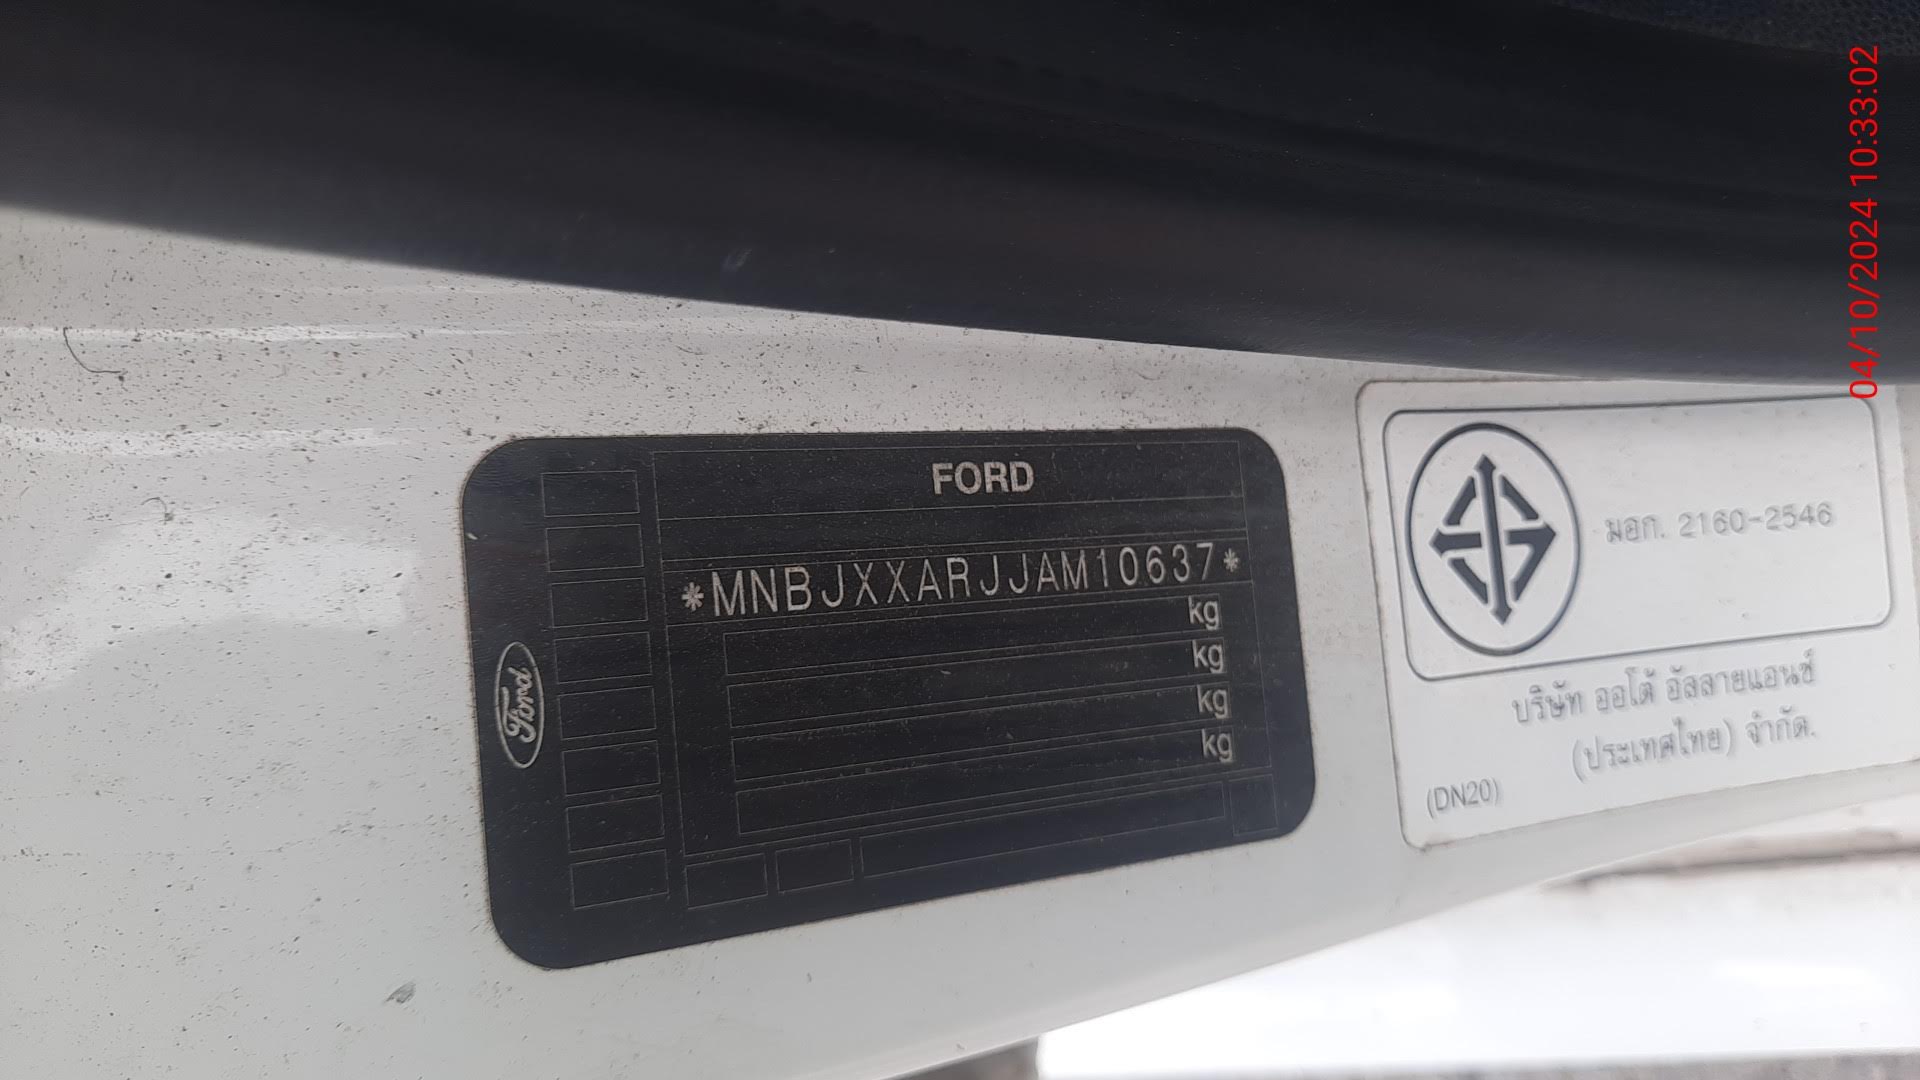 FORD
*MNBJXXARJJAM10637*
kg
kg
kg
kg
Ford
มอก. 2160-2546
บริษัท ออโต้ อัลลายแอนซ์
(ประเทศไทย) จำกัด.
(DN20)
04/10/2024 10:33:02